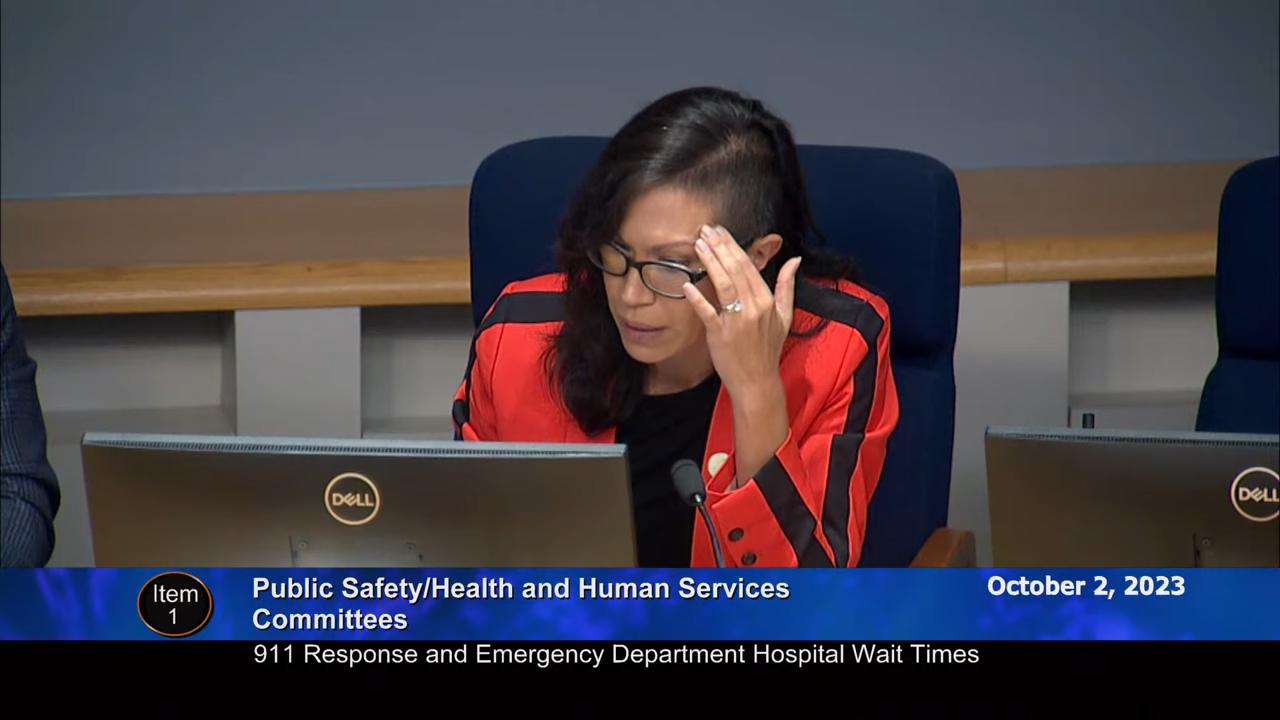 DELL
DELL
Item
1
Public Safety/Health and Human Services
Committees
October 2, 2023
911 Response and Emergency Department Hospital Wait Times